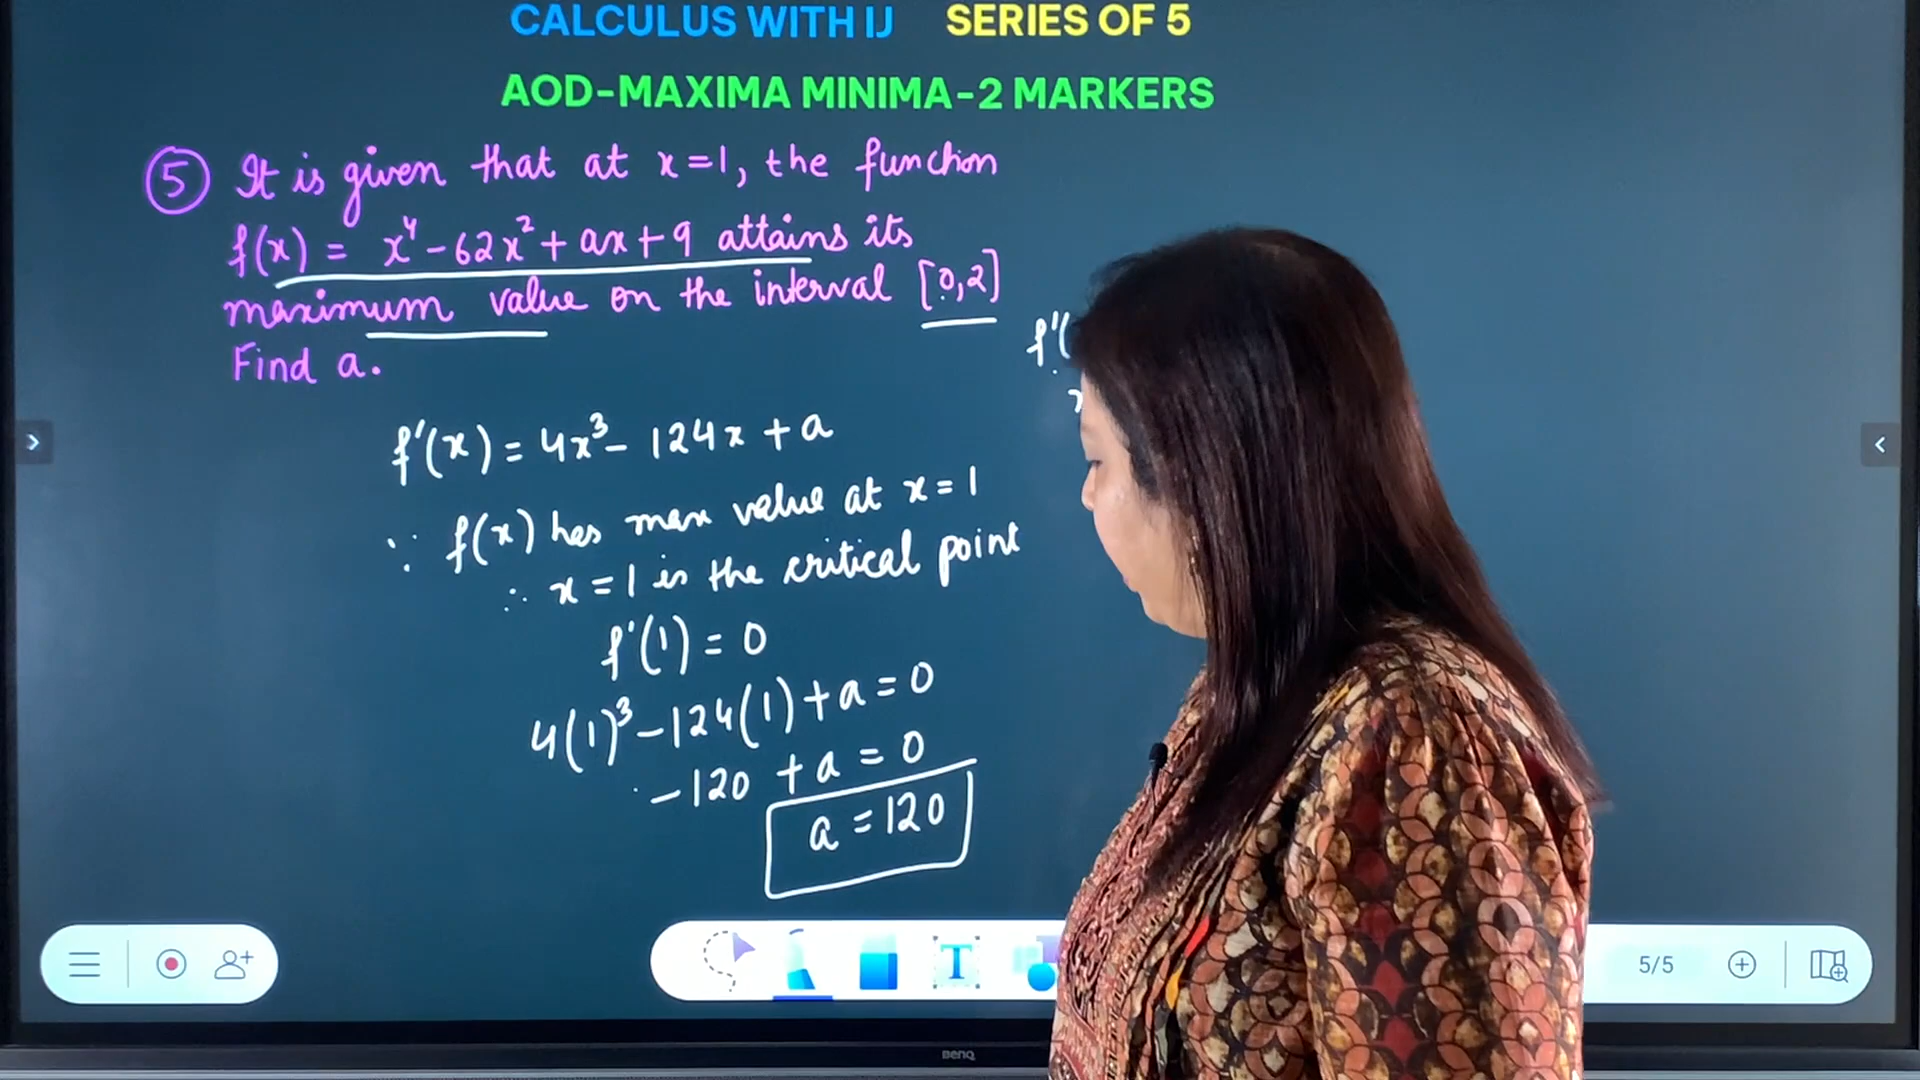 CALCULUS WITH IJ SERIES OF 5
AOD-MAXIMA MINIMA-2 MARKERS
⑤ It is given that at x=1, the function
f(x) = x⁴-62x²+ax+9 attains its
maximum value on the interval [0,2]
Find a.
f'(
f'(x) = 4x³- 124x + a
∵ f(x) has max value at x=1
∴ x=1 is the critical point
f'(1) = 0
4(1)³-124(1)+a=0
-120 + a = 0
a = 120
T
5/5
BenQ